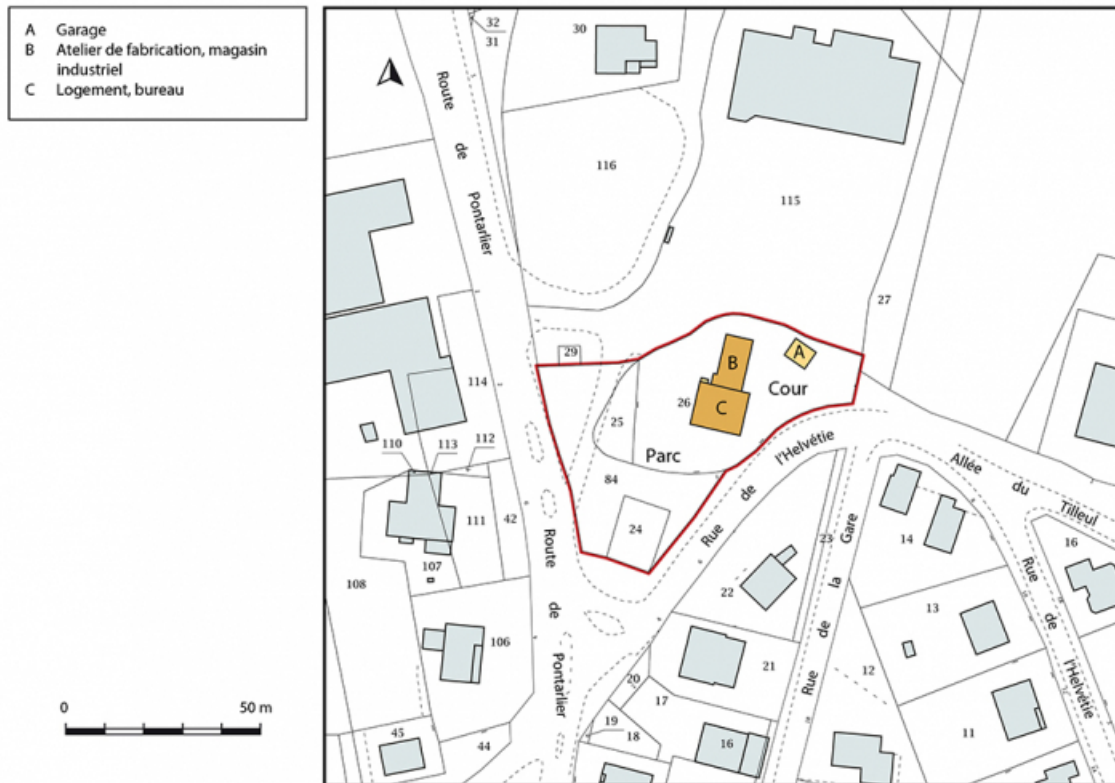 A Garage
B Atelier de fabrication, magasin
industriel
C Logement, bureau
32
31
30
Route
de
Pontarlier
116
115
27
29
A
B
114
26
C
Cour
25
110
113
112
Parc
l'Helvétie
84
Allée
du
Tilleul
111
42
24
de
Rue
Route
Gare
23
14
16
107
108
22
de
la
Rue
de
l'Helvétie
13
106
de
Pontarlier
21
12
20
Rue
de
17
0 50 m
45
44
19
18
16
11